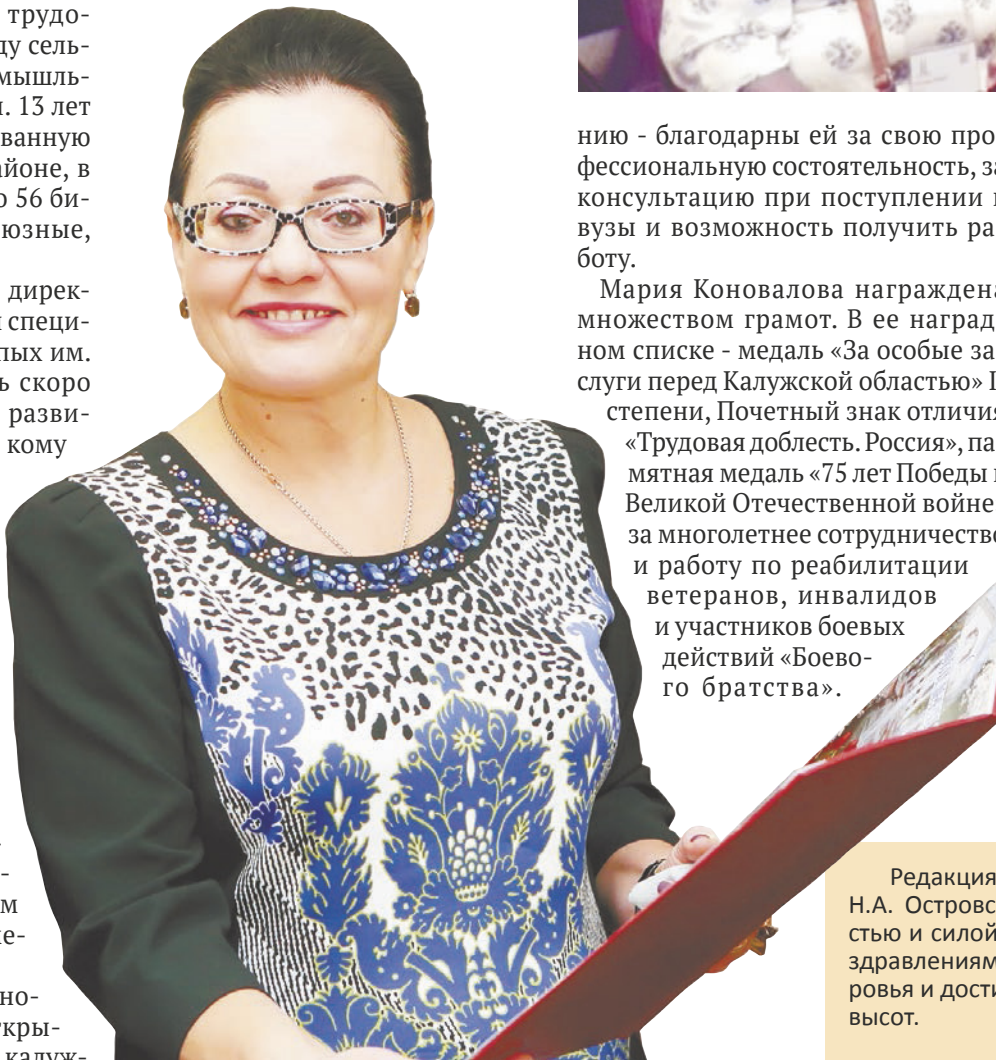 трудо-
ду сель-
мышль-
. 13 лет
ванную
айоне, в
о 56 би-
юзные,
дирек-
специ-
пых им.
ь скоро
разви-
кому
-
м
е-
но-
кры-
калуж-
нию - благодарны ей за свою про-
фессиональную состоятельность, за
консультацию при поступлении в
вузы и возможность получить ра-
боту.
Мария Коновалова награждена
множеством грамот. В ее наград-
ном списке - медаль «За особые за-
слуги перед Калужской областью» I
степени, Почетный знак отличия
«Трудовая доблесть. Россия», па-
мятная медаль «75 лет Победы в
Великой Отечественной войне
за многолетнее сотрудничество
и работу по реабилитации
ветеранов, инвалидов
и участников боевых
действий «Боево-
го братства».
Редакция
Н.А. Островс
стью и силой
здравлениям
ровья и дости
высот.